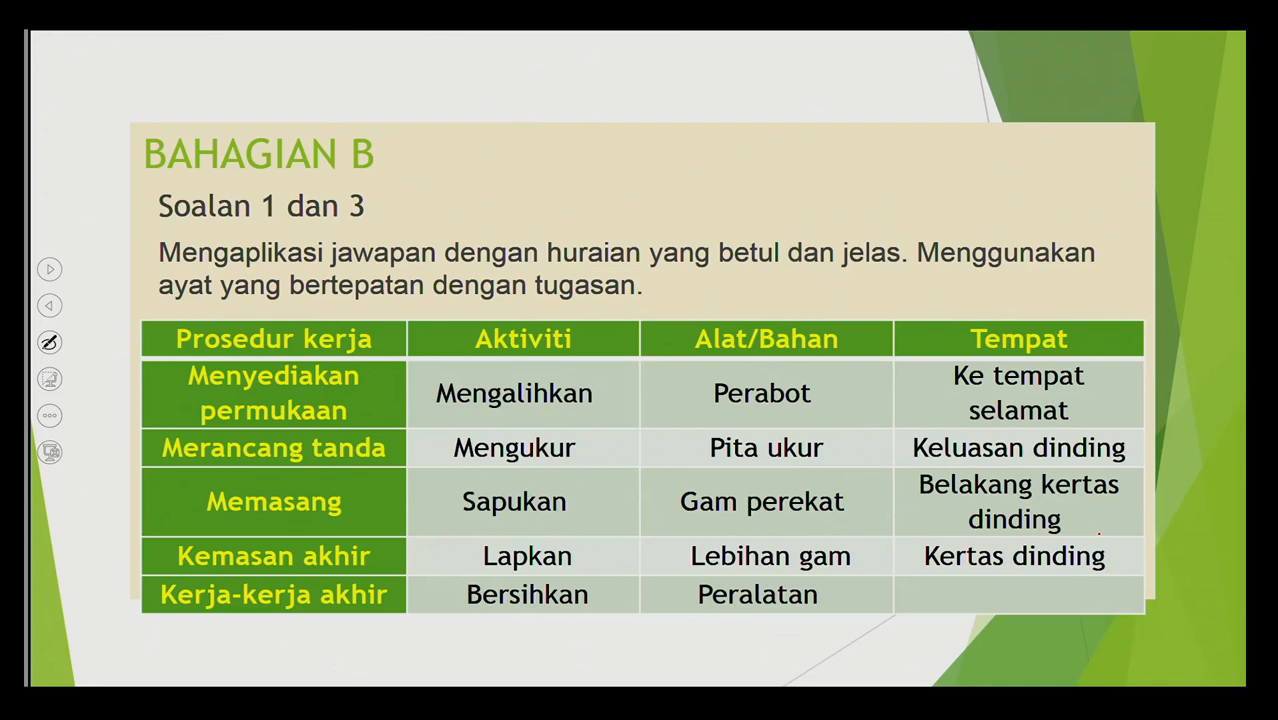 BAHAGIAN B
Soalan 1 dan 3
Mengaplikasi jawapan dengan huraian yang betul dan jelas. Menggunakan
ayat yang bertepatan dengan tugasan.
Prosedur kerja Aktiviti Alat/Bahan Tempat
Menyediakan permukaan Mengalihkan Perabot Ke tempat selamat
Merancang tanda Mengukur Pita ukur Keluasan dinding
Memasang Sapukan Gam perekat Belakang kertas dinding
Kemasan akhir Lapkan Lebihan gam Kertas dinding
Kerja-kerja akhir Bersihkan Peralatan